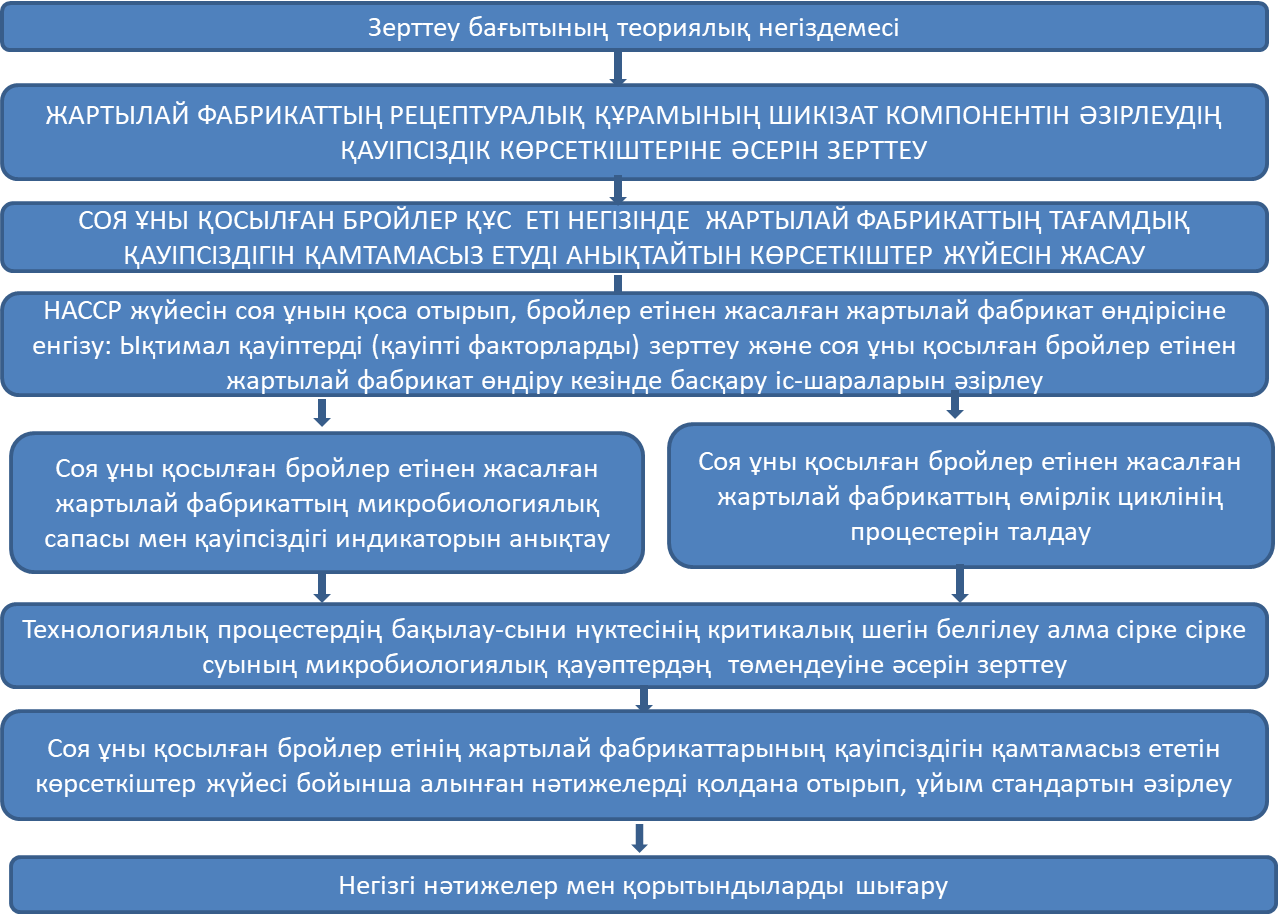 Зерттеу бағытының теориялық негіздемесі
ЖАРТЫЛАЙ ФАБРИКАТТЫҢ РЕЦЕПТУРАЛЫҚ ҚҰРАМЫНЫҢ ШИКІЗАТ КОМПОНЕНТІН ӘЗІРЛЕУДІҢ
ҚАУІПСІЗДІК КӨРСЕТКІШТЕРІНЕ ӘСЕРІН ЗЕРТТЕУ
СОЯ ҰНЫ ҚОСЫЛҒАН БРОЙЛЕР ҚҰС ЕТІ НЕГІЗІНДЕ ЖАРТЫЛАЙ ФАБРИКАТТЫҢ ТАҒАМДЫҚ
ҚАУІПСІЗДІГІН ҚАМТАМАСЫЗ ЕТУДІ АНЫҚТАЙТЫН КӨРСЕТКІШТЕР ЖҮЙЕСІН ЖАСАУ
НАССР жүйесін соя ұнын қоса отырып, бройлер етінен жасалған жартылай фабрикат өндірісіне
енгізу: Ықтимал қауіптерді (қауіпті факторларды) зерттеу және соя ұны қосылған бройлер етінен
жартылай фабрикат өндіру кезінде басқару іс-шараларын әзірлеу
Соя ұны қосылған бройлер етінен жасалған
жартылай фабрикаттың микробиологиялық
сапасы мен қауіпсіздігі индикаторын анықтау
Соя ұны қосылған бройлер етінен жасалған
жартылай фабрикаттың өмірлік циклінің
процестерін талдау
Технологиялық процестердің бақылау-сыни нүктесінің критикалық шегін белгілеу алма сірке сірке
суының микробиологиялық қауәптердәң төмендеуіне әсерін зерттеу
Соя ұны қосылған бройлер етінің жартылай фабрикаттарының қауіпсіздігін қамтамасыз ететін
көрсеткіштер жүйесі бойынша алынған нәтижелерді қолдана отырып, ұйым стандартын әзірлеу
Негізгі нәтижелер мен қорытындыларды шығару